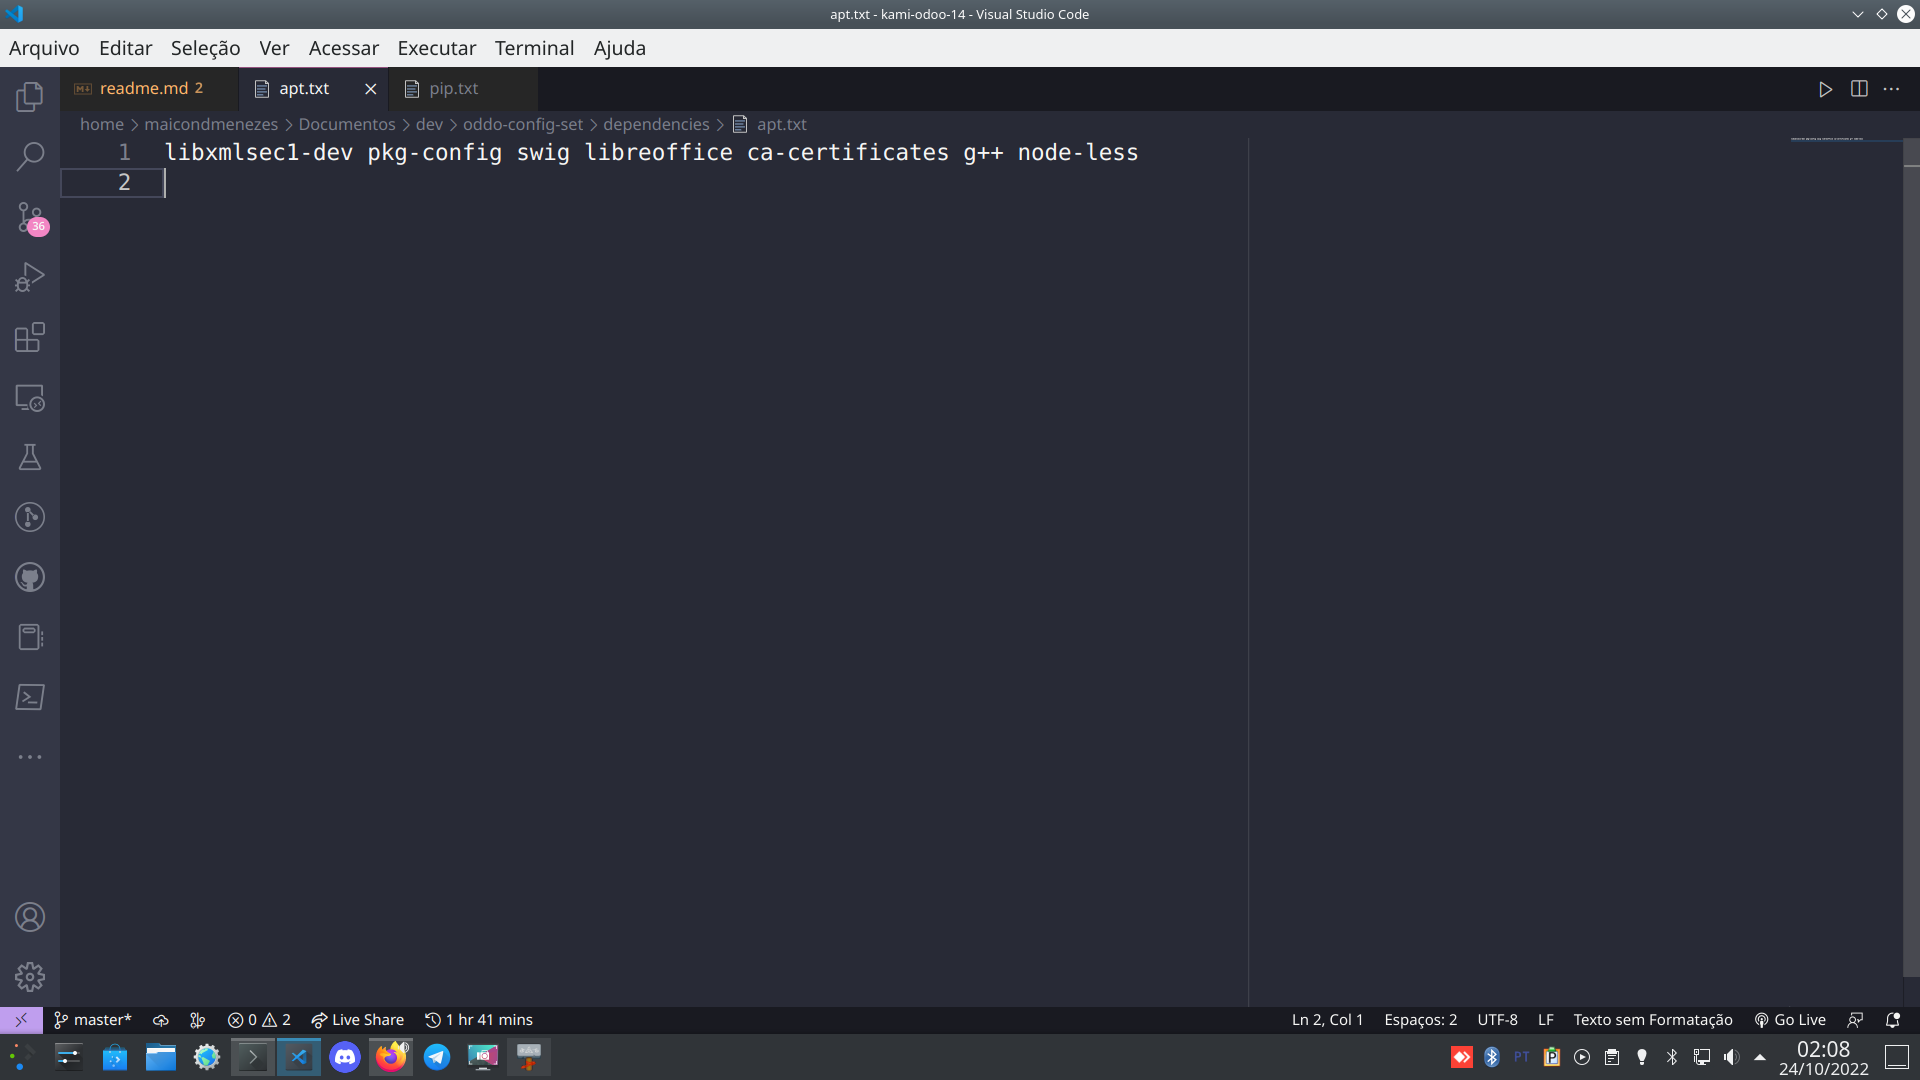 apt.txt - kami-odoo-14 - Visual Studio Code
Arquivo Editar Seleção Ver Acessar Executar Terminal Ajuda
readme.md 2 apt.txt pip.txt
home > maicondmenezes > Documentos > dev > oddo-config-set > dependencies > apt.txt
1 libxmlsec1-dev pkg-config swig libreoffice ca-certificates g++ node-less
2
36
master* 0 2 Live Share 1 hr 41 mins Ln 2, Col 1 Espaços: 2 UTF-8 LF Texto sem Formatação Go Live
PT 02:08
24/10/2022